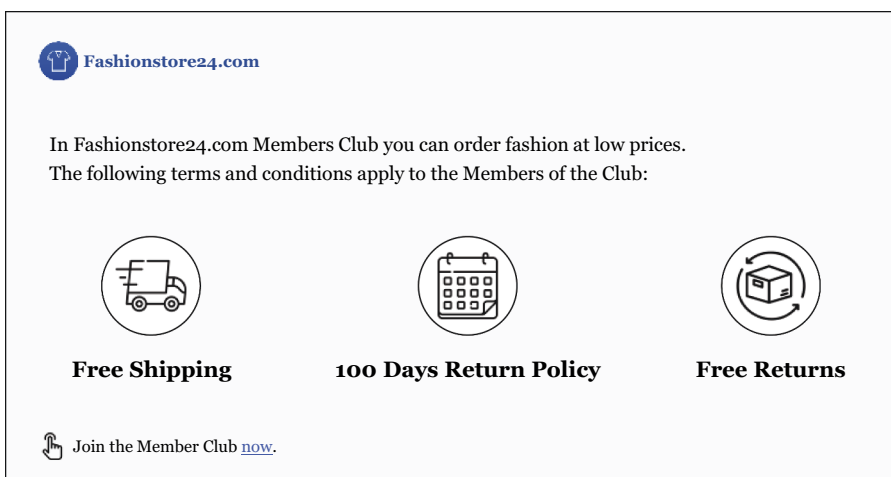 Fashionstore24.com
In Fashionstore24.com Members Club you can order fashion at low prices.
The following terms and conditions apply to the Members of the Club:
Free Shipping
100 Days Return Policy
Free Returns
Join the Member Club now.